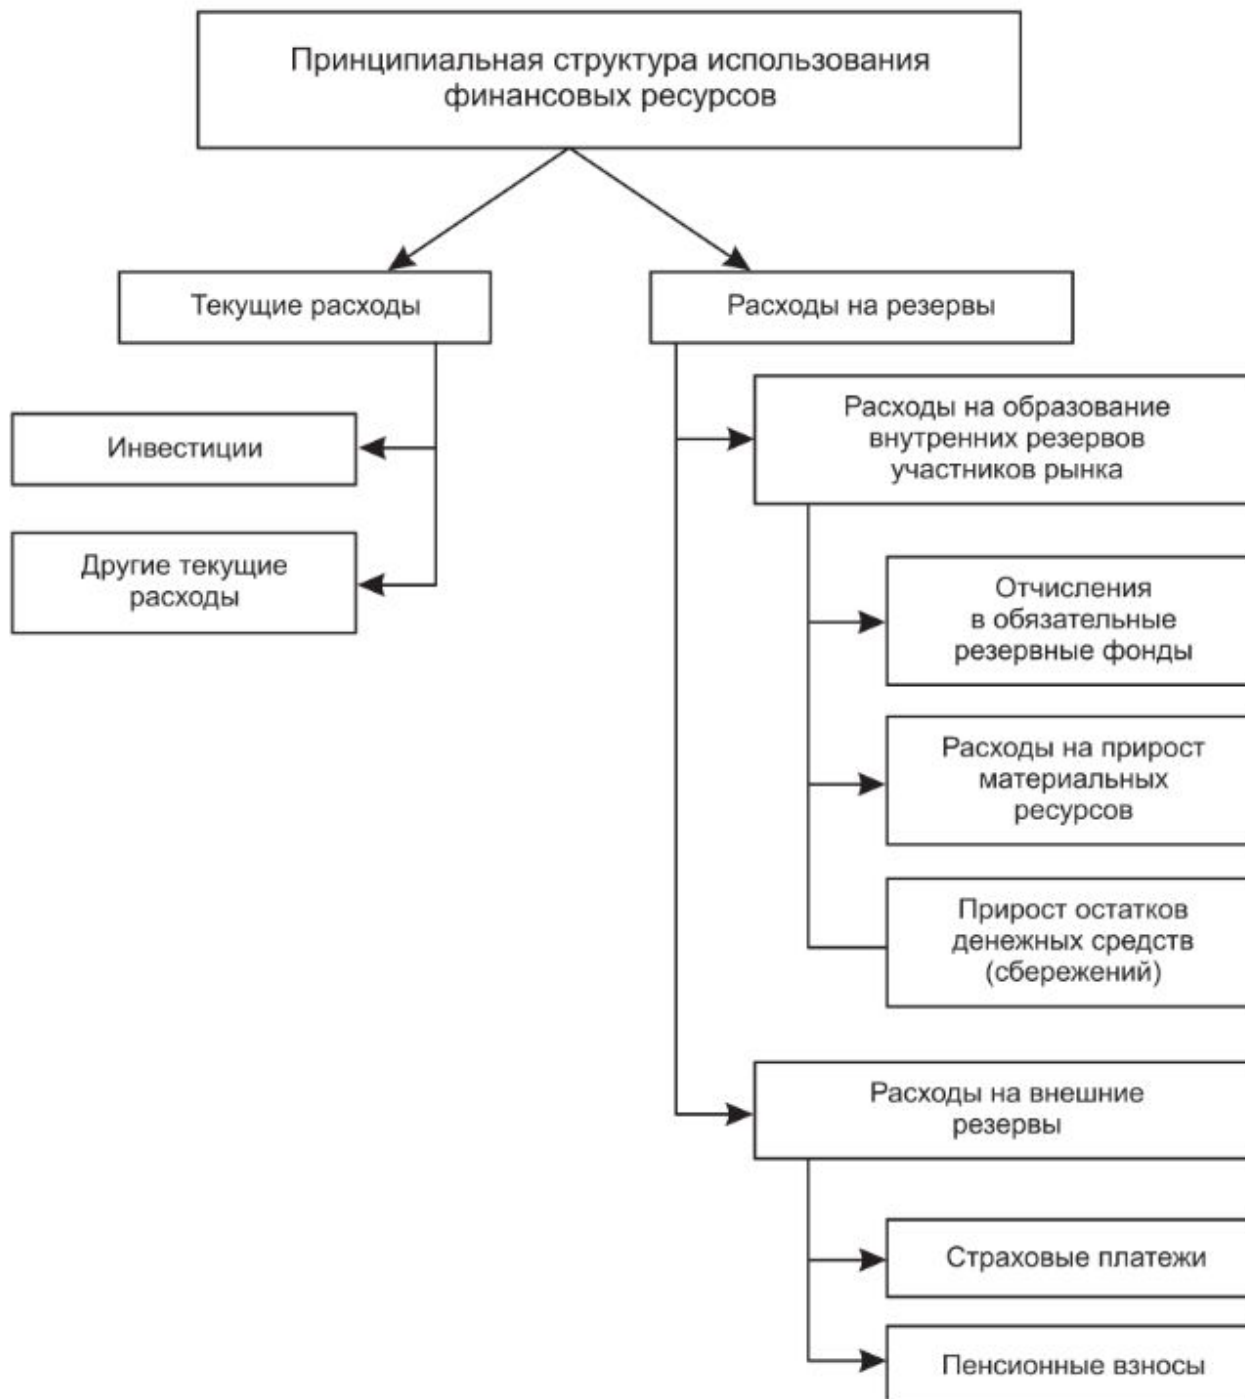 Принципиальная структура использования
финансовых ресурсов
Текущие расходы
Расходы на резервы
Инвестиции
Другие текущие
расходы
Расходы на образование
внутренних резервов
участников рынка
Отчисления
в обязательные
резервные фонды
Расходы на прирост
материальных
ресурсов
Прирост остатков
денежных средств
(сбережений)
Расходы на внешние
резервы
Страховые платежи
Пенсионные взносы